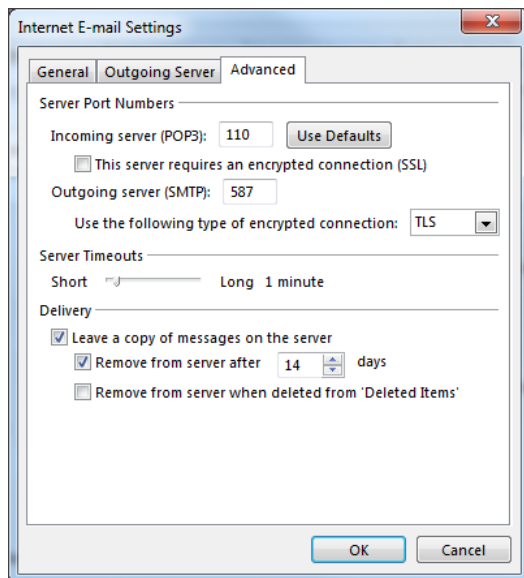 Internet E-mail Settings
General Outgoing Server Advanced
Server Port Numbers
Incoming server (POP3): 110 Use Defaults
This server requires an encrypted connection (SSL)
Outgoing server (SMTP): 587
Use the following type of encrypted connection: TLS
Server Timeouts
Short Long 1 minute
Delivery
Leave a copy of messages on the server
Remove from server after 14 days
Remove from server when deleted from 'Deleted Items'
OK Cancel